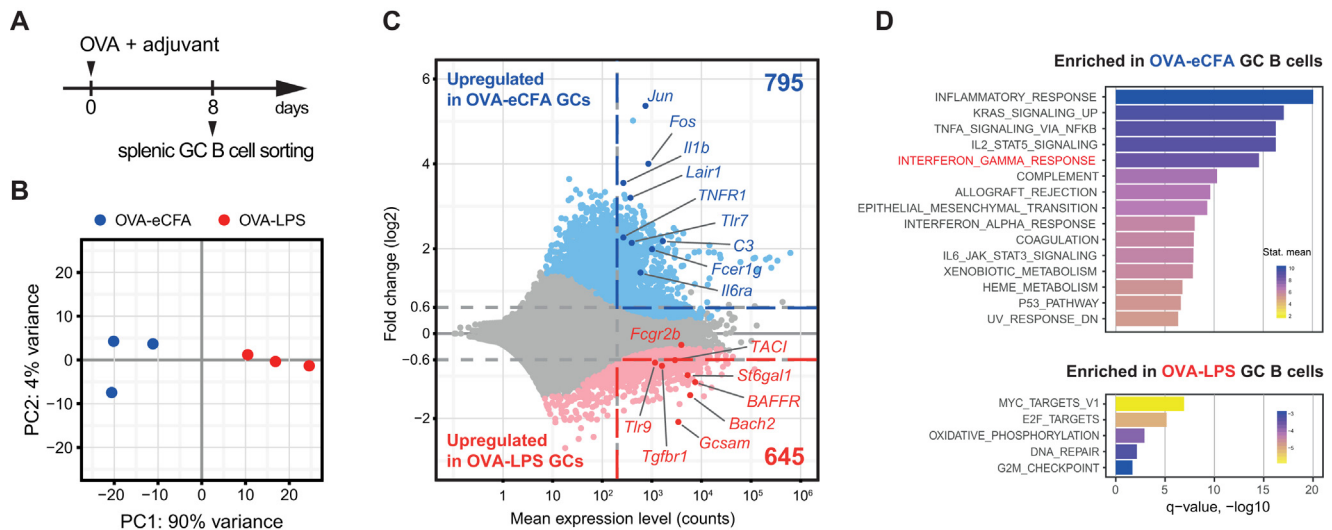 A
OVA + adjuvant
0
8
days
splenic GC B cell sorting
B
OVA-eCFA
OVA-LPS
PC2: 4% variance
20
10
0
−10
−20
−20
−10
0
10
20
PC1: 90% variance
C
Upregulated
in OVA-eCFA GCs
795
Jun
Fos
Il1b
Lair1
TNFR1
Tlr7
C3
Fcer1g
Il6ra
Fcgr2b
TACI
St6gal1
BAFFR
Bach2
Gcsam
Tlr9
Tgfbr1
Upregulated
in OVA-LPS GCs
645
Fold change (log2)
6
4
2
0.6
0
−0.6
−2
1
10
10²
10³
10⁴
10⁵
10⁶
Mean expression level (counts)
D
Enriched in OVA-eCFA GC B cells
INFLAMMATORY_RESPONSE
KRAS_SIGNALING_UP
TNFA_SIGNALING_VIA_NFKB
IL2_STAT5_SIGNALING
INTERFERON_GAMMA_RESPONSE
COMPLEMENT
ALLOGRAFT_REJECTION
EPITHELIAL_MESENCHYMAL_TRANSITION
INTERFERON_ALPHA_RESPONSE
COAGULATION
IL6_JAK_STAT3_SIGNALING
XENOBIOTIC_METABOLISM
HEME_METABOLISM
P53_PATHWAY
UV_RESPONSE_DN
Stat. mean
10
8
6
4
2
Enriched in OVA-LPS GC B cells
MYC_TARGETS_V1
E2F_TARGETS
OXIDATIVE_PHOSPHORYLATION
DNA_REPAIR
G2M_CHECKPOINT
-3
-4
-5
0
5
10
15
20
q-value, −log10